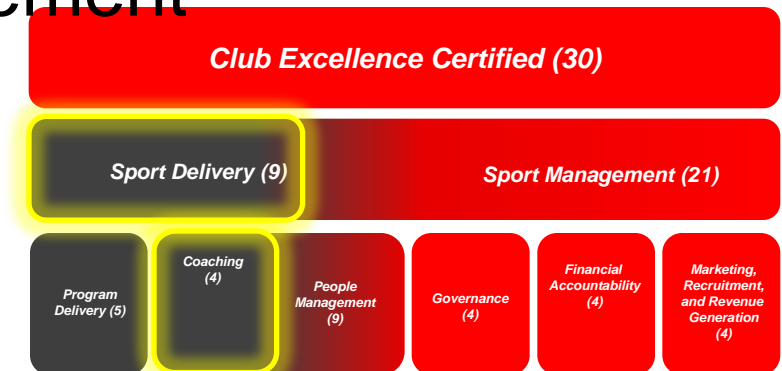 Club Excellence Certified (30)
Sport Delivery (9)
Sport Management (21)
Program
Delivery (5)
Coaching
(4)
People
Management
(9)
Governance
(4)
Financial
Accountability
(4)
Marketing,
Recruitment,
and Revenue
Generation
(4)